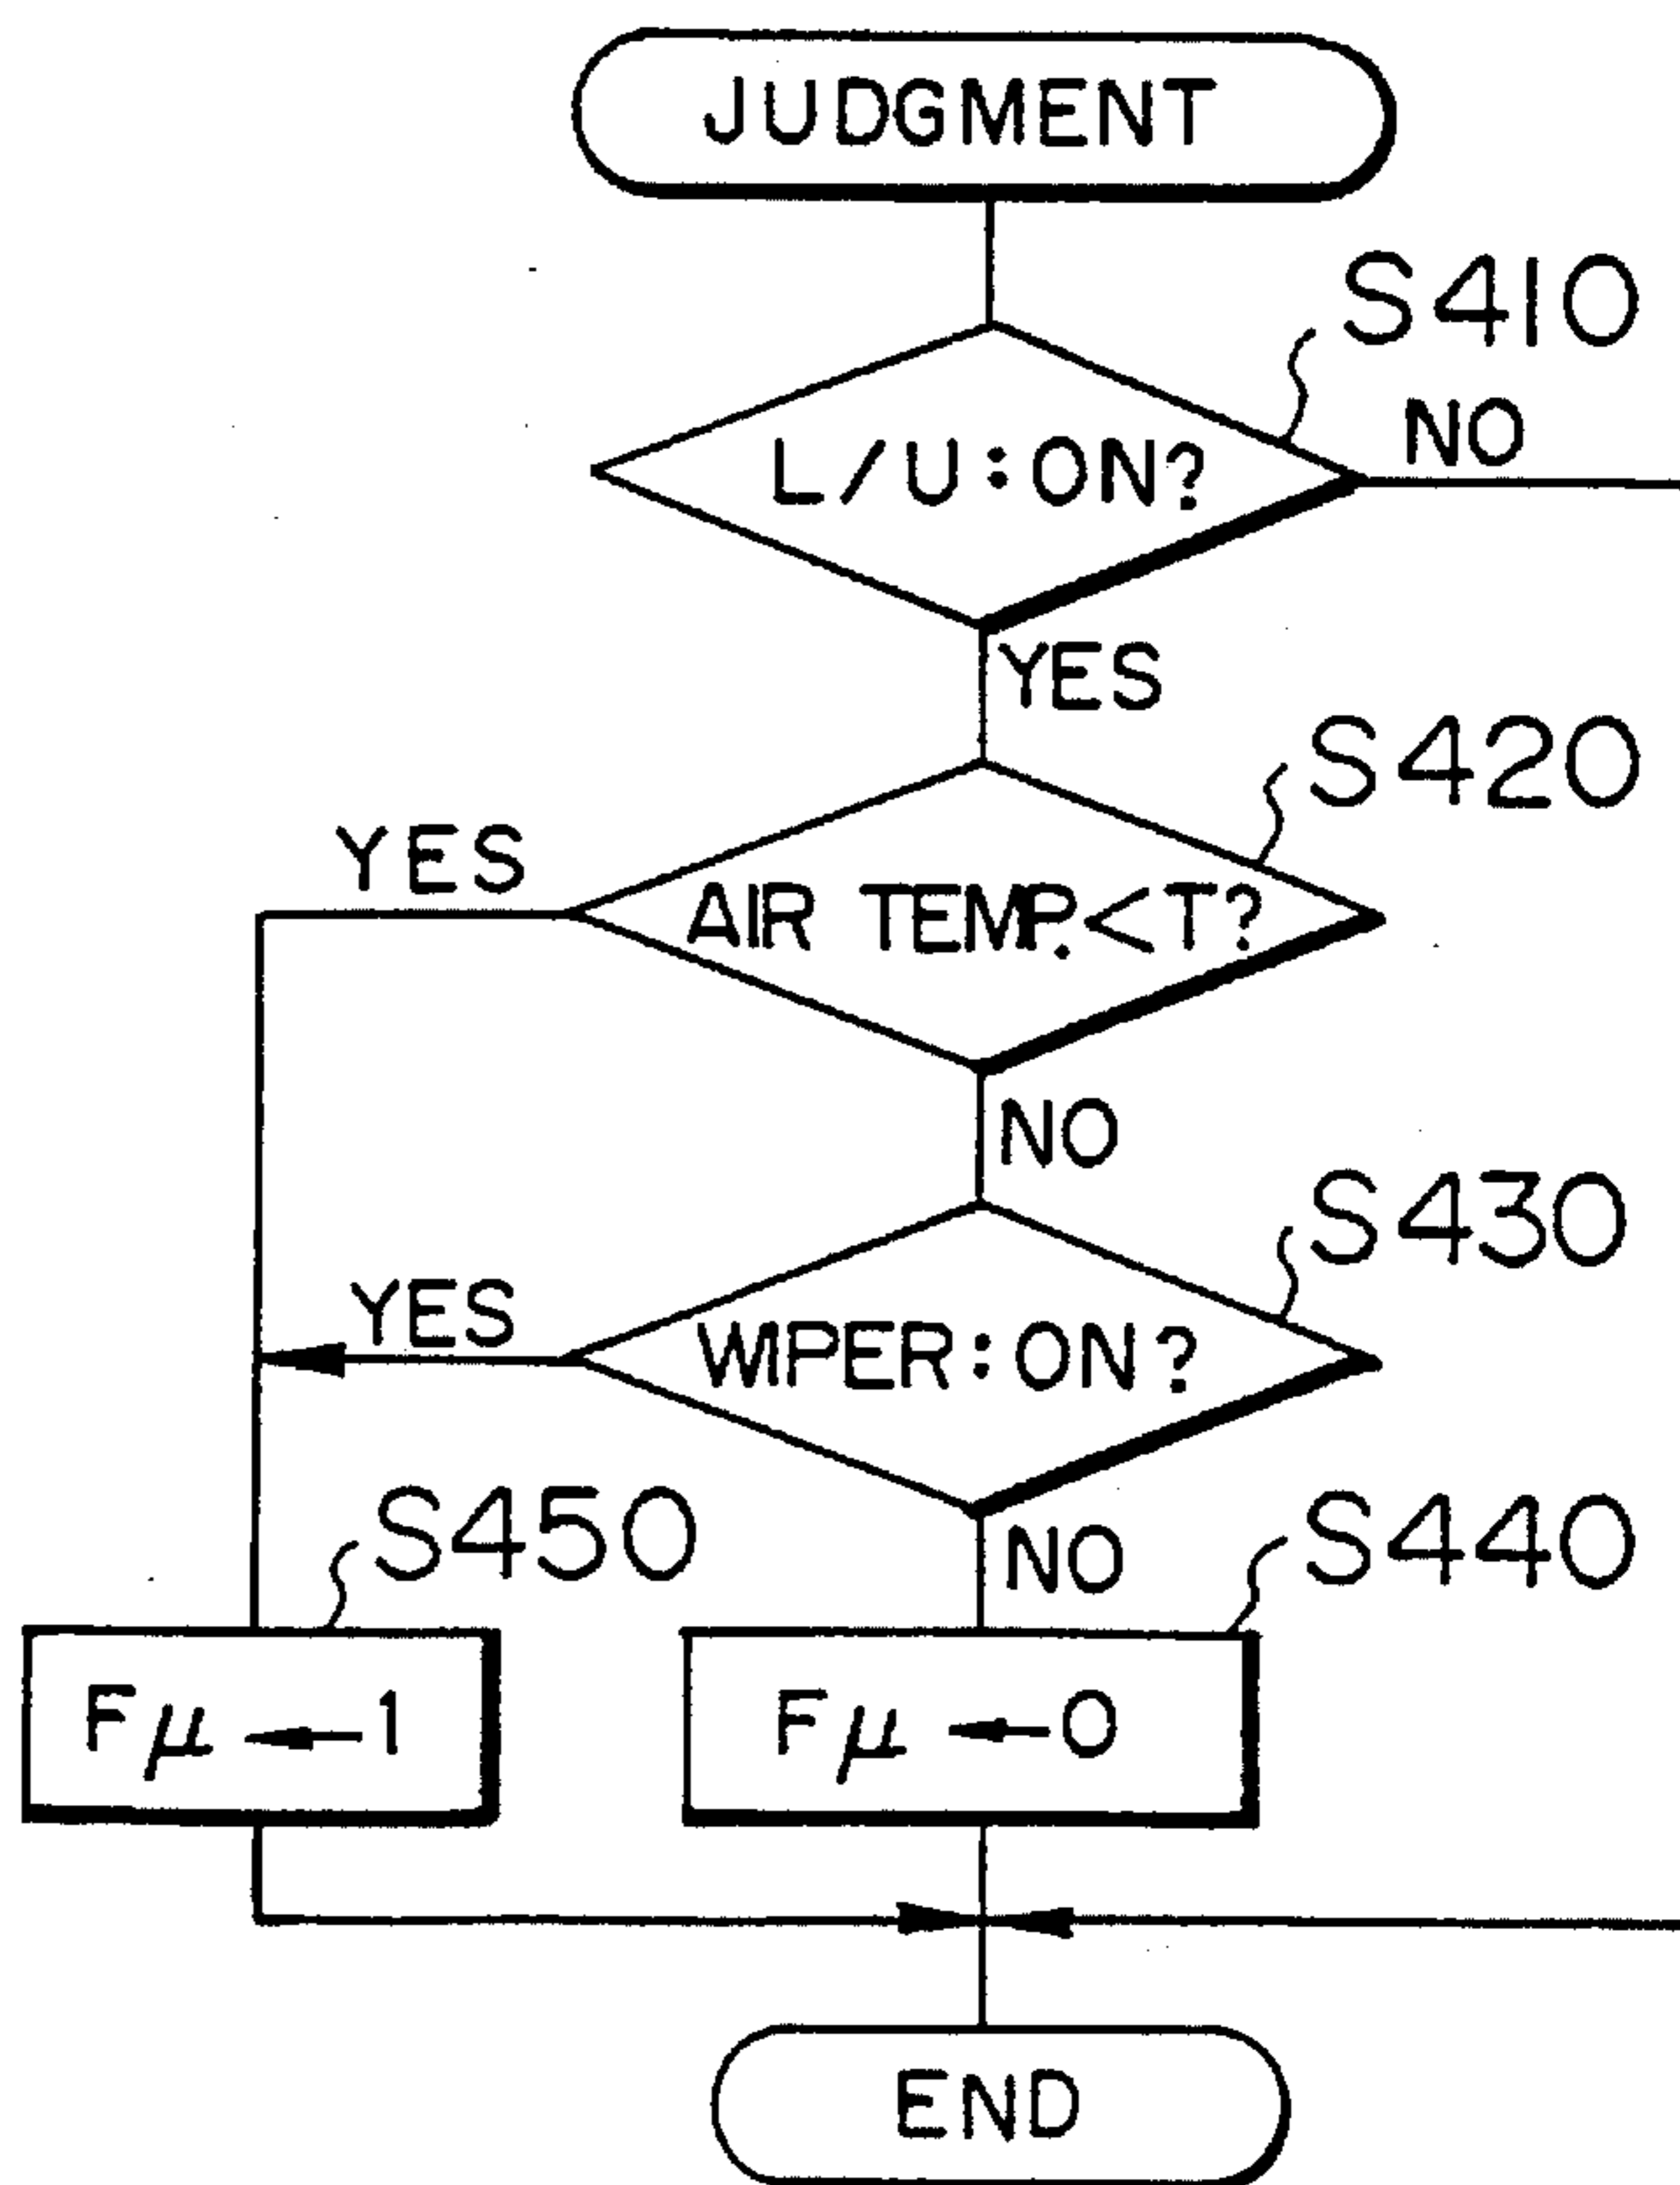 JUDGMENT
S410
L/U:ON?
NO
YES
S420
YES
AIR TEMP.<T?
NO
S430
YES
WIPER:ON?
S450
NO
S440
Fμ←1
Fμ←0
END